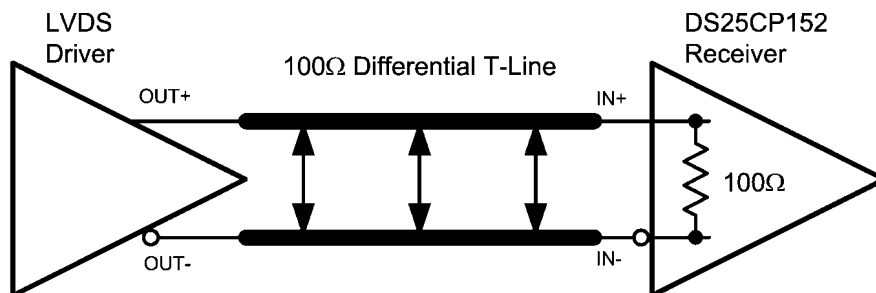 LVDS
Driver
DS25CP152
Receiver
100Ω Differential T-Line
OUT+
IN+
100Ω
OUT-
IN-